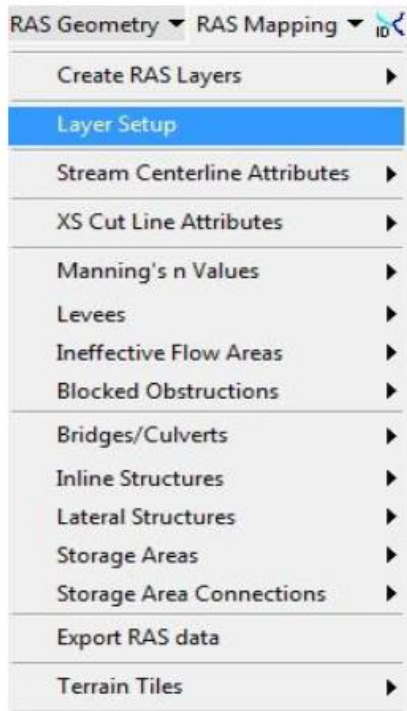 RAS Geometry RAS Mapping ID
Create RAS Layers
Layer Setup
Stream Centerline Attributes
XS Cut Line Attributes
Manning's n Values
Levees
Ineffective Flow Areas
Blocked Obstructions
Bridges/Culverts
Inline Structures
Lateral Structures
Storage Areas
Storage Area Connections
Export RAS data
Terrain Tiles